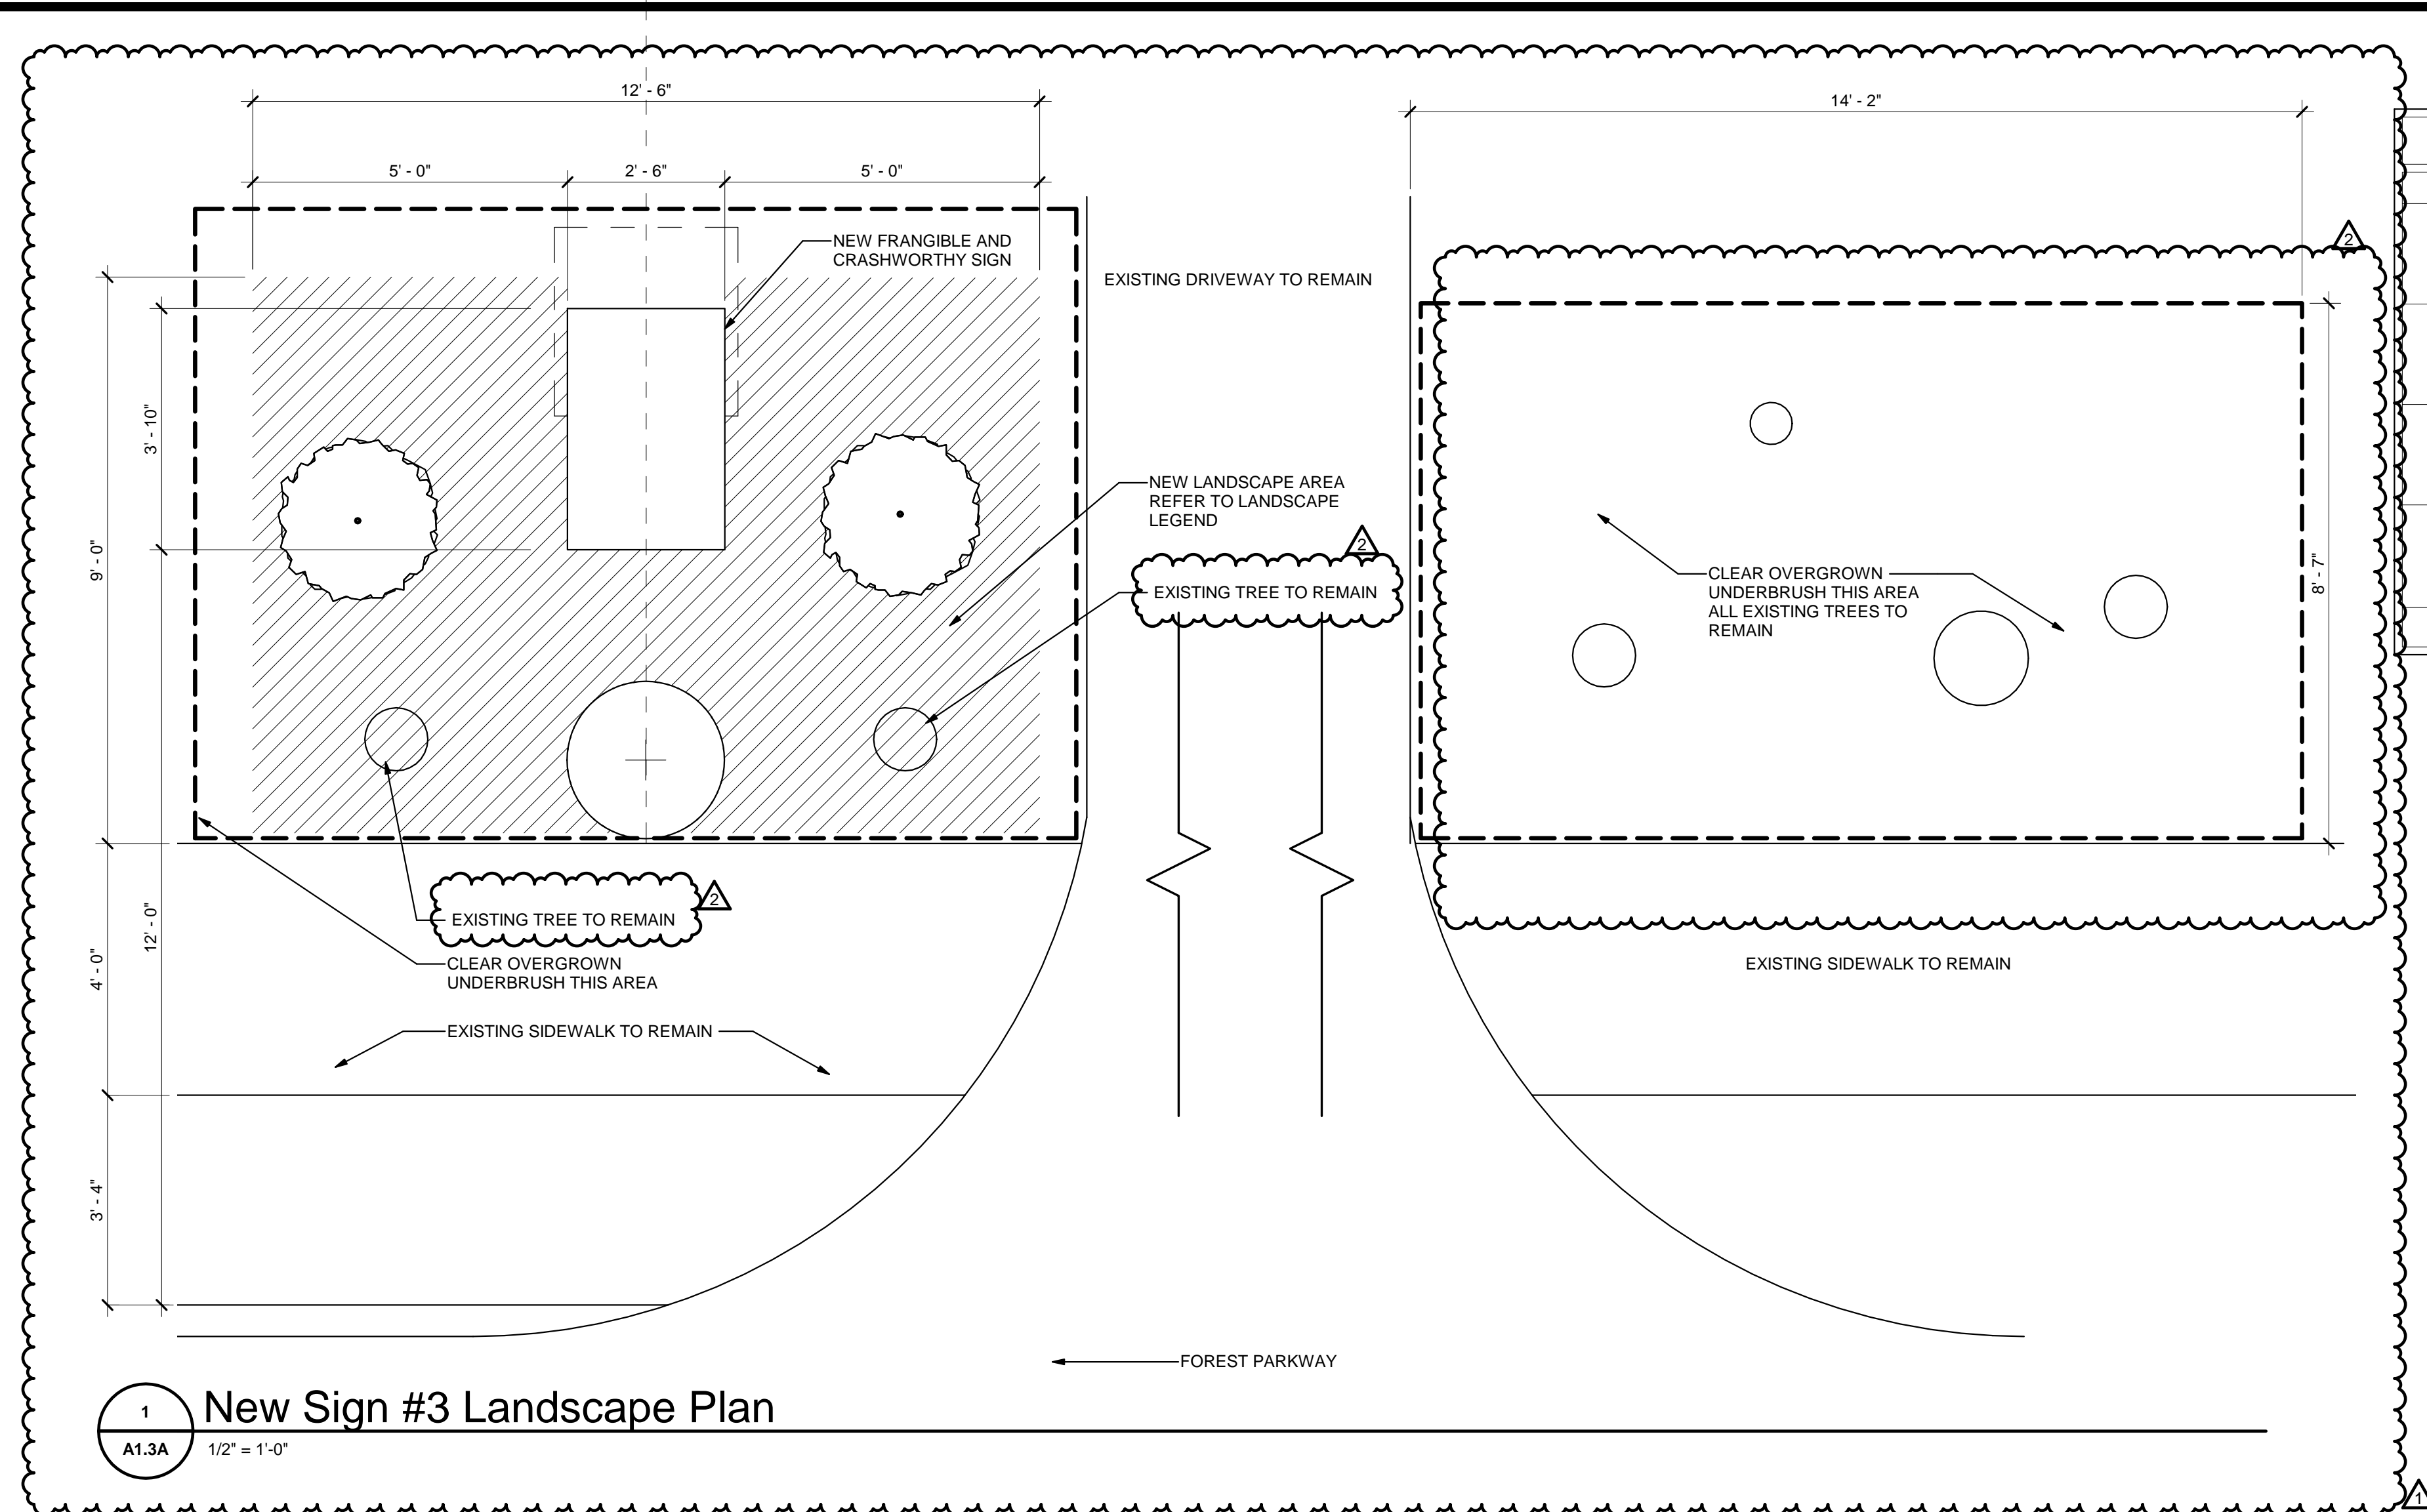 12' - 6"
14' - 2"
5' - 0"
2' - 6"
5' - 0"
NEW FRANGIBLE AND
CRASHWORTHY SIGN
EXISTING DRIVEWAY TO REMAIN
2
3' - 10"
9' - 0"
NEW LANDSCAPE AREA
REFER TO LANDSCAPE
LEGEND
2
EXISTING TREE TO REMAIN
CLEAR OVERGROWN
UNDERBRUSH THIS AREA
ALL EXISTING TREES TO
REMAIN
8' - 7"
EXISTING TREE TO REMAIN
2
12' - 0"
4' - 0"
CLEAR OVERGROWN
UNDERBRUSH THIS AREA
EXISTING SIDEWALK TO REMAIN
EXISTING SIDEWALK TO REMAIN
3' - 4"
FOREST PARKWAY
1
New Sign #3 Landscape Plan
A1.3A
1/2" = 1'-0"
1